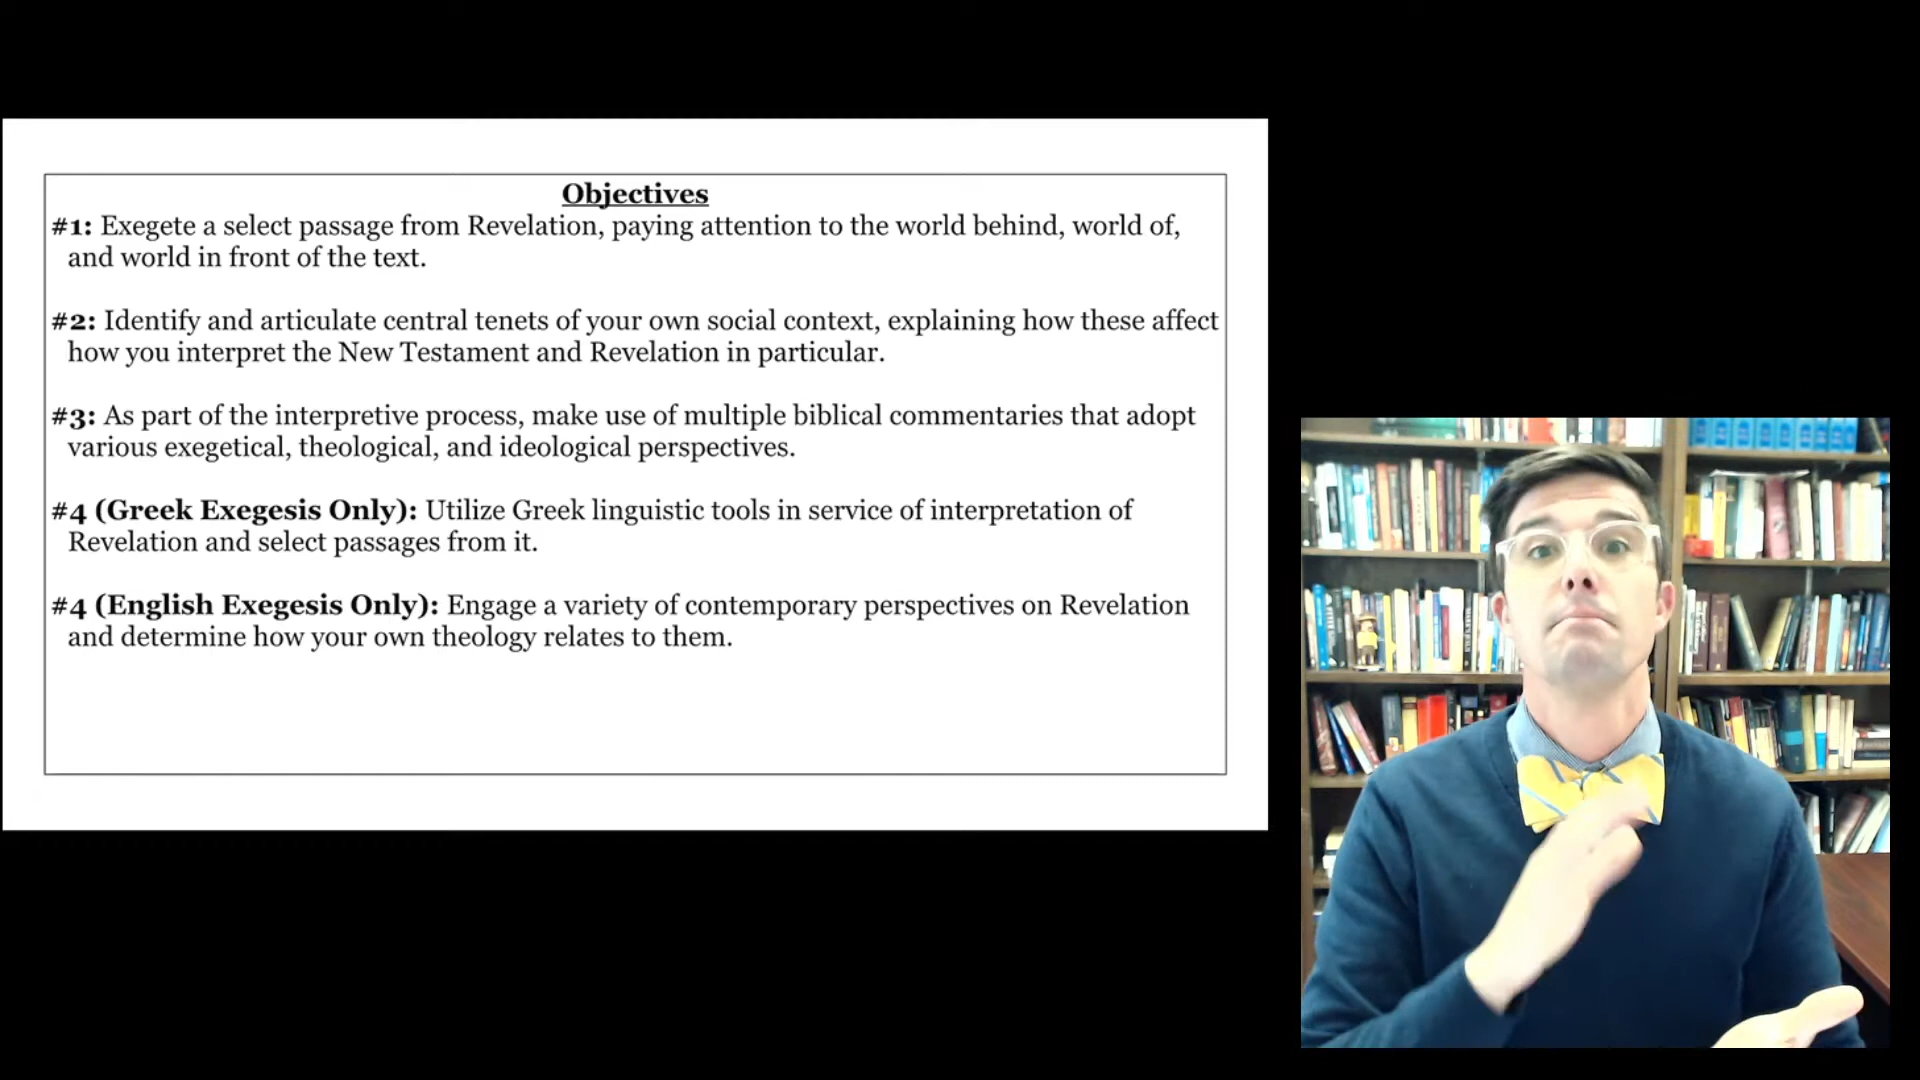 Objectives
#1: Exegete a select passage from Revelation, paying attention to the world behind, world of,
and world in front of the text.
#2: Identify and articulate central tenets of your own social context, explaining how these affect
how you interpret the New Testament and Revelation in particular.
#3: As part of the interpretive process, make use of multiple biblical commentaries that adopt
various exegetical, theological, and ideological perspectives.
#4 (Greek Exegesis Only): Utilize Greek linguistic tools in service of interpretation of
Revelation and select passages from it.
#4 (English Exegesis Only): Engage a variety of contemporary perspectives on Revelation
and determine how your own theology relates to them.